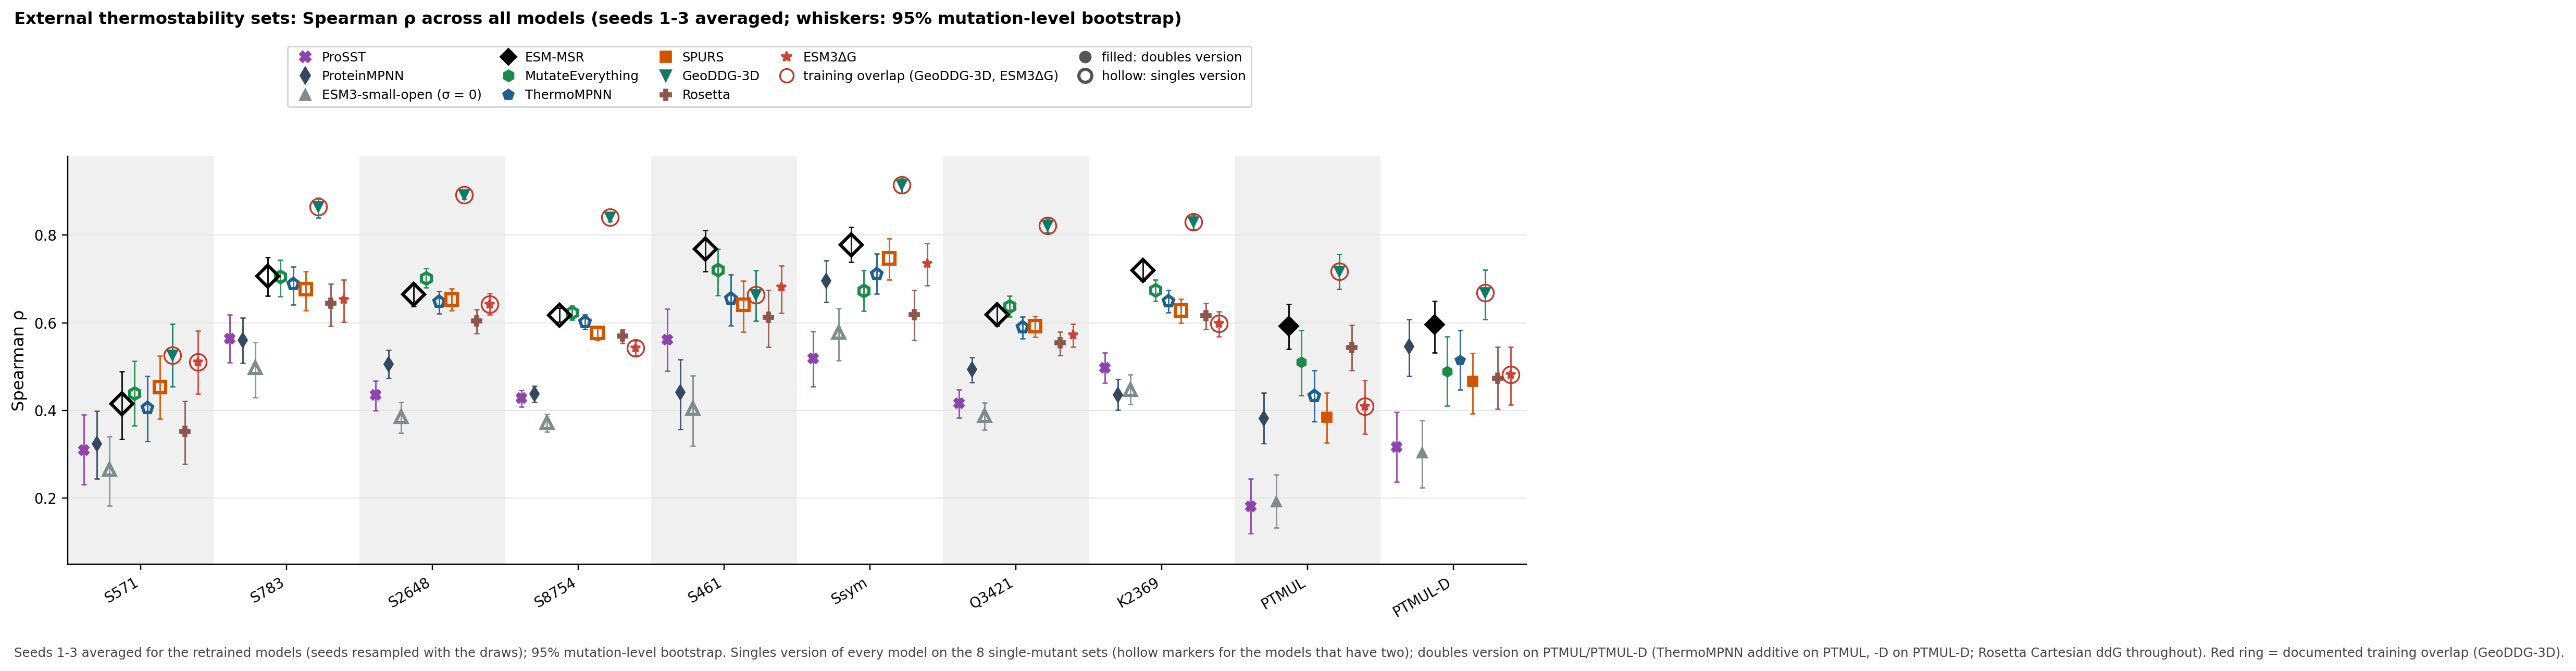 External thermostability sets: Spearman ρ across all models (seeds 1-3 averaged; whiskers: 95% mutation-level bootstrap)
ProSST
ProteinMPNN
ESM3-small-open (σ = 0)
ESM-MSR
MutateEverything
ThermoMPNN
SPURS
GeoDDG-3D
Rosetta
ESM3ΔG
training overlap (GeoDDG-3D, ESM3ΔG)
filled: doubles version
hollow: singles version
Spearman ρ
0.8
0.6
0.4
0.2
S571
S783
S2648
S8754
S461
Ssym
Q3421
K2369
PTMUL
PTMUL-D
Seeds 1-3 averaged for the retrained models (seeds resampled with the draws); 95% mutation-level bootstrap. Singles version of every model on the 8 single-mutant sets (hollow markers for the models that have two); doubles version on PTMUL/PTMUL-D (ThermoMPNN additive on PTMUL, -D on PTMUL-D; Rosetta Cartesian ddG throughout). Red ring = documented training overlap (GeoDDG-3D).